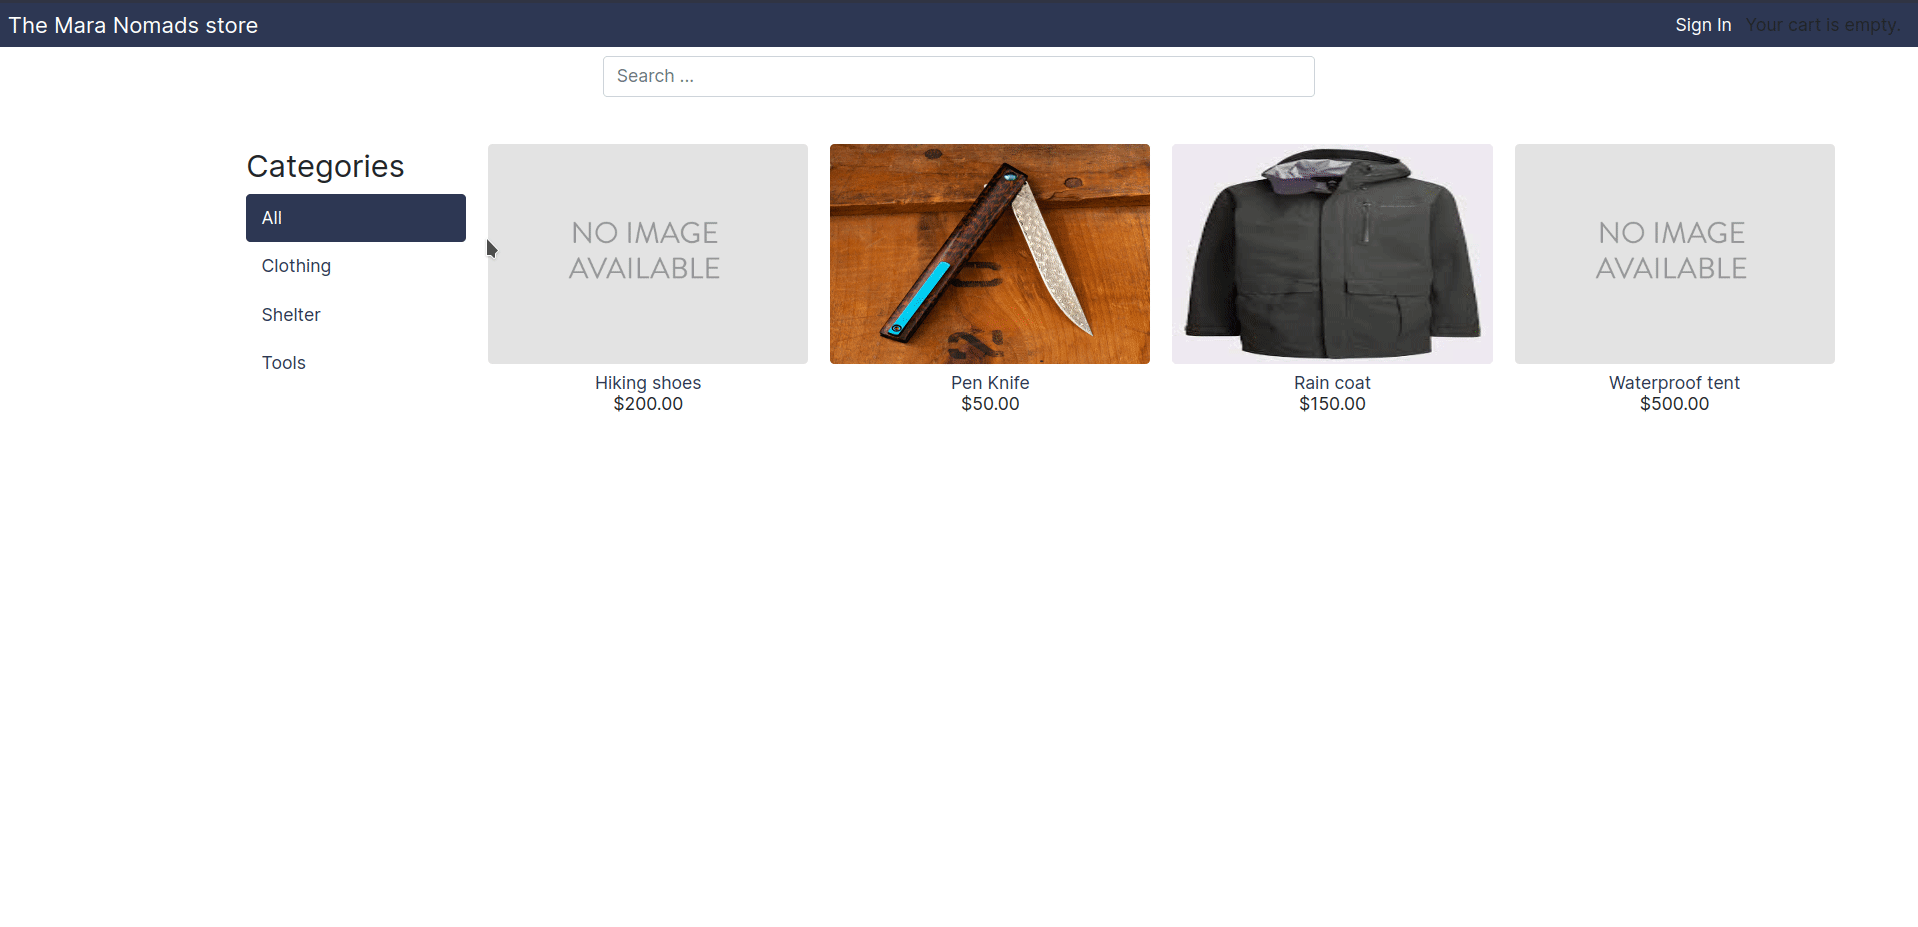 The Mara Nomads store
Sign In
Your cart is empty.
Search ...
Categories
All
Clothing
Shelter
Tools
NO IMAGE
AVAILABLE
Hiking shoes
$200.00
Pen Knife
$50.00
Rain coat
$150.00
NO IMAGE
AVAILABLE
Waterproof tent
$500.00